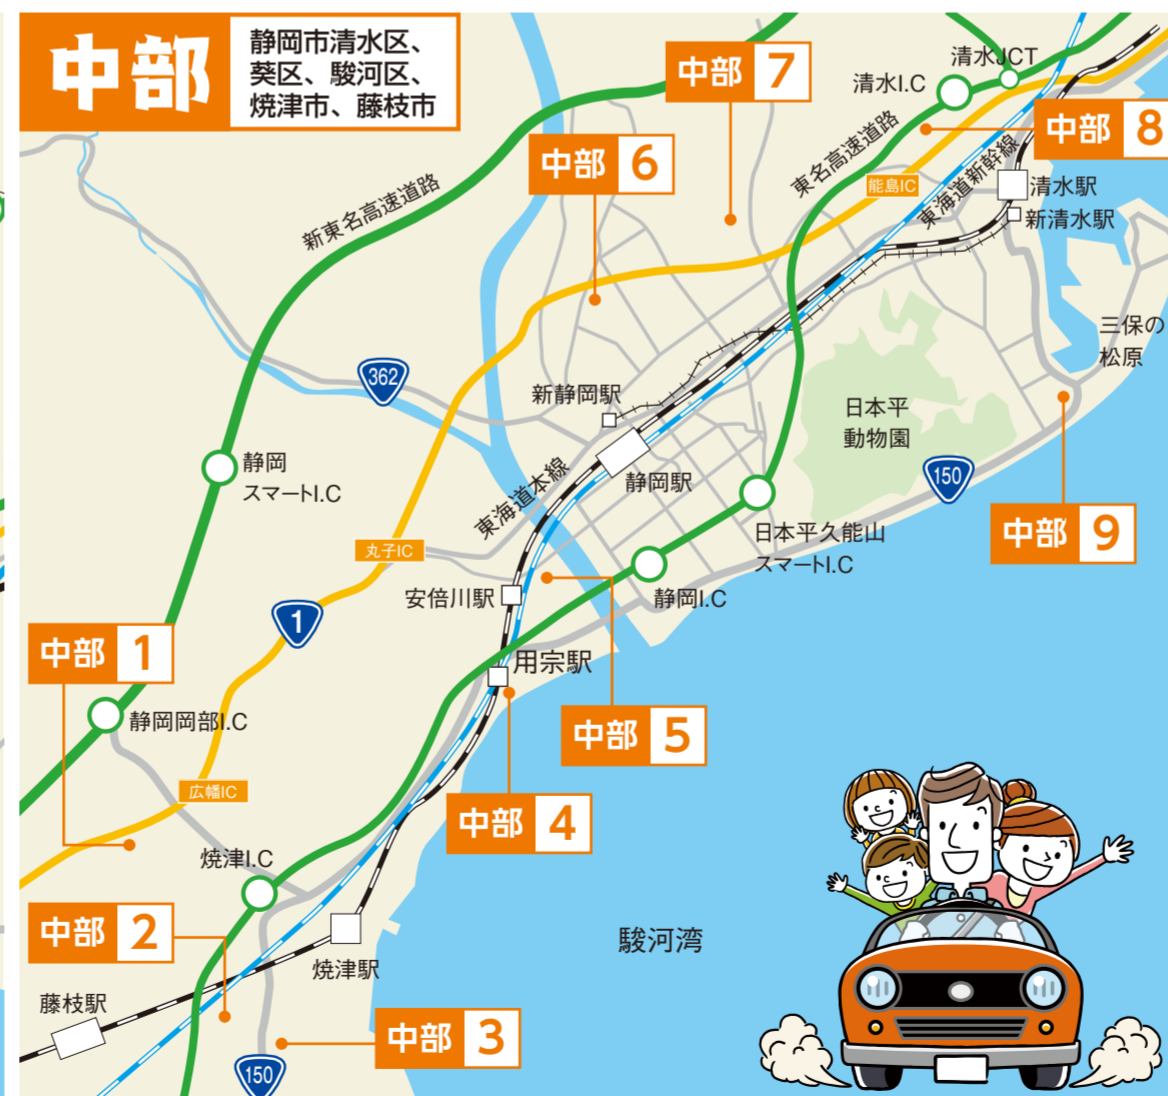 中部
静岡市清水区、
葵区、駿河区、
焼津市、藤枝市
中部 7
清水JCT
清水I.C
中部 8
中部 6
東名高速道路
能島IC
東海道新幹線
清水駅
新清水駅
新東名高速道路
三保の
松原
362
新静岡駅
日本平
動物園
静岡
スマートI.C
東海道本線
静岡駅
150
中部 9
丸子IC
日本平久能山
スマートI.C
安倍川駅
静岡I.C
1
中部 1
用宗駅
静岡岡部I.C
中部 5
広幡IC
中部 4
焼津I.C
中部 2
駿河湾
焼津駅
藤枝駅
中部 3
150